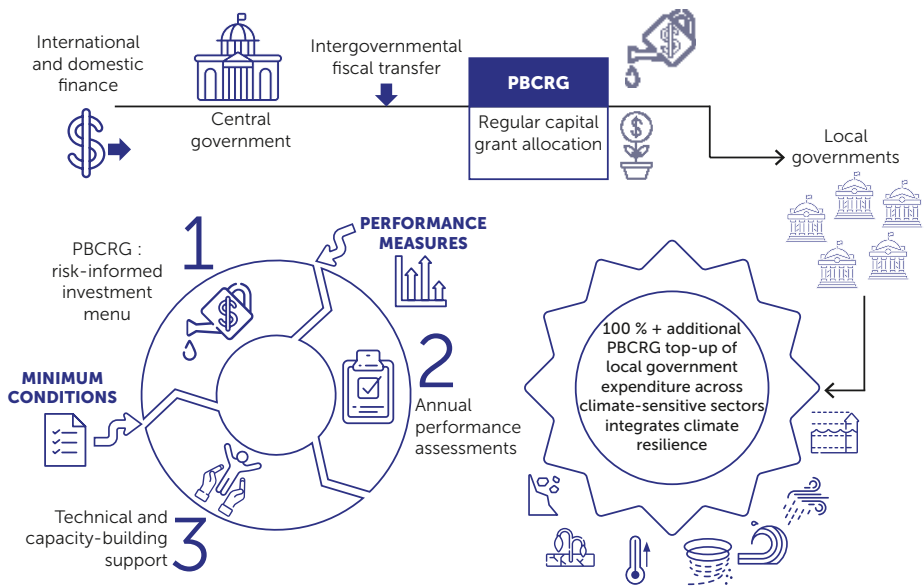 International
and domestic
finance
Central
government
Intergovernmental
fiscal transfer
PBCRG
Regular capital
grant allocation
Local
governments
1
PBCRG :
risk-informed
investment
menu
PERFORMANCE
MEASURES
2
Annual
performance
assessments
MINIMUM
CONDITIONS
3
Technical and
capacity-building
support
100 % + additional
PBCRG top-up of
local government
expenditure across
climate-sensitive sectors
integrates climate
resilience